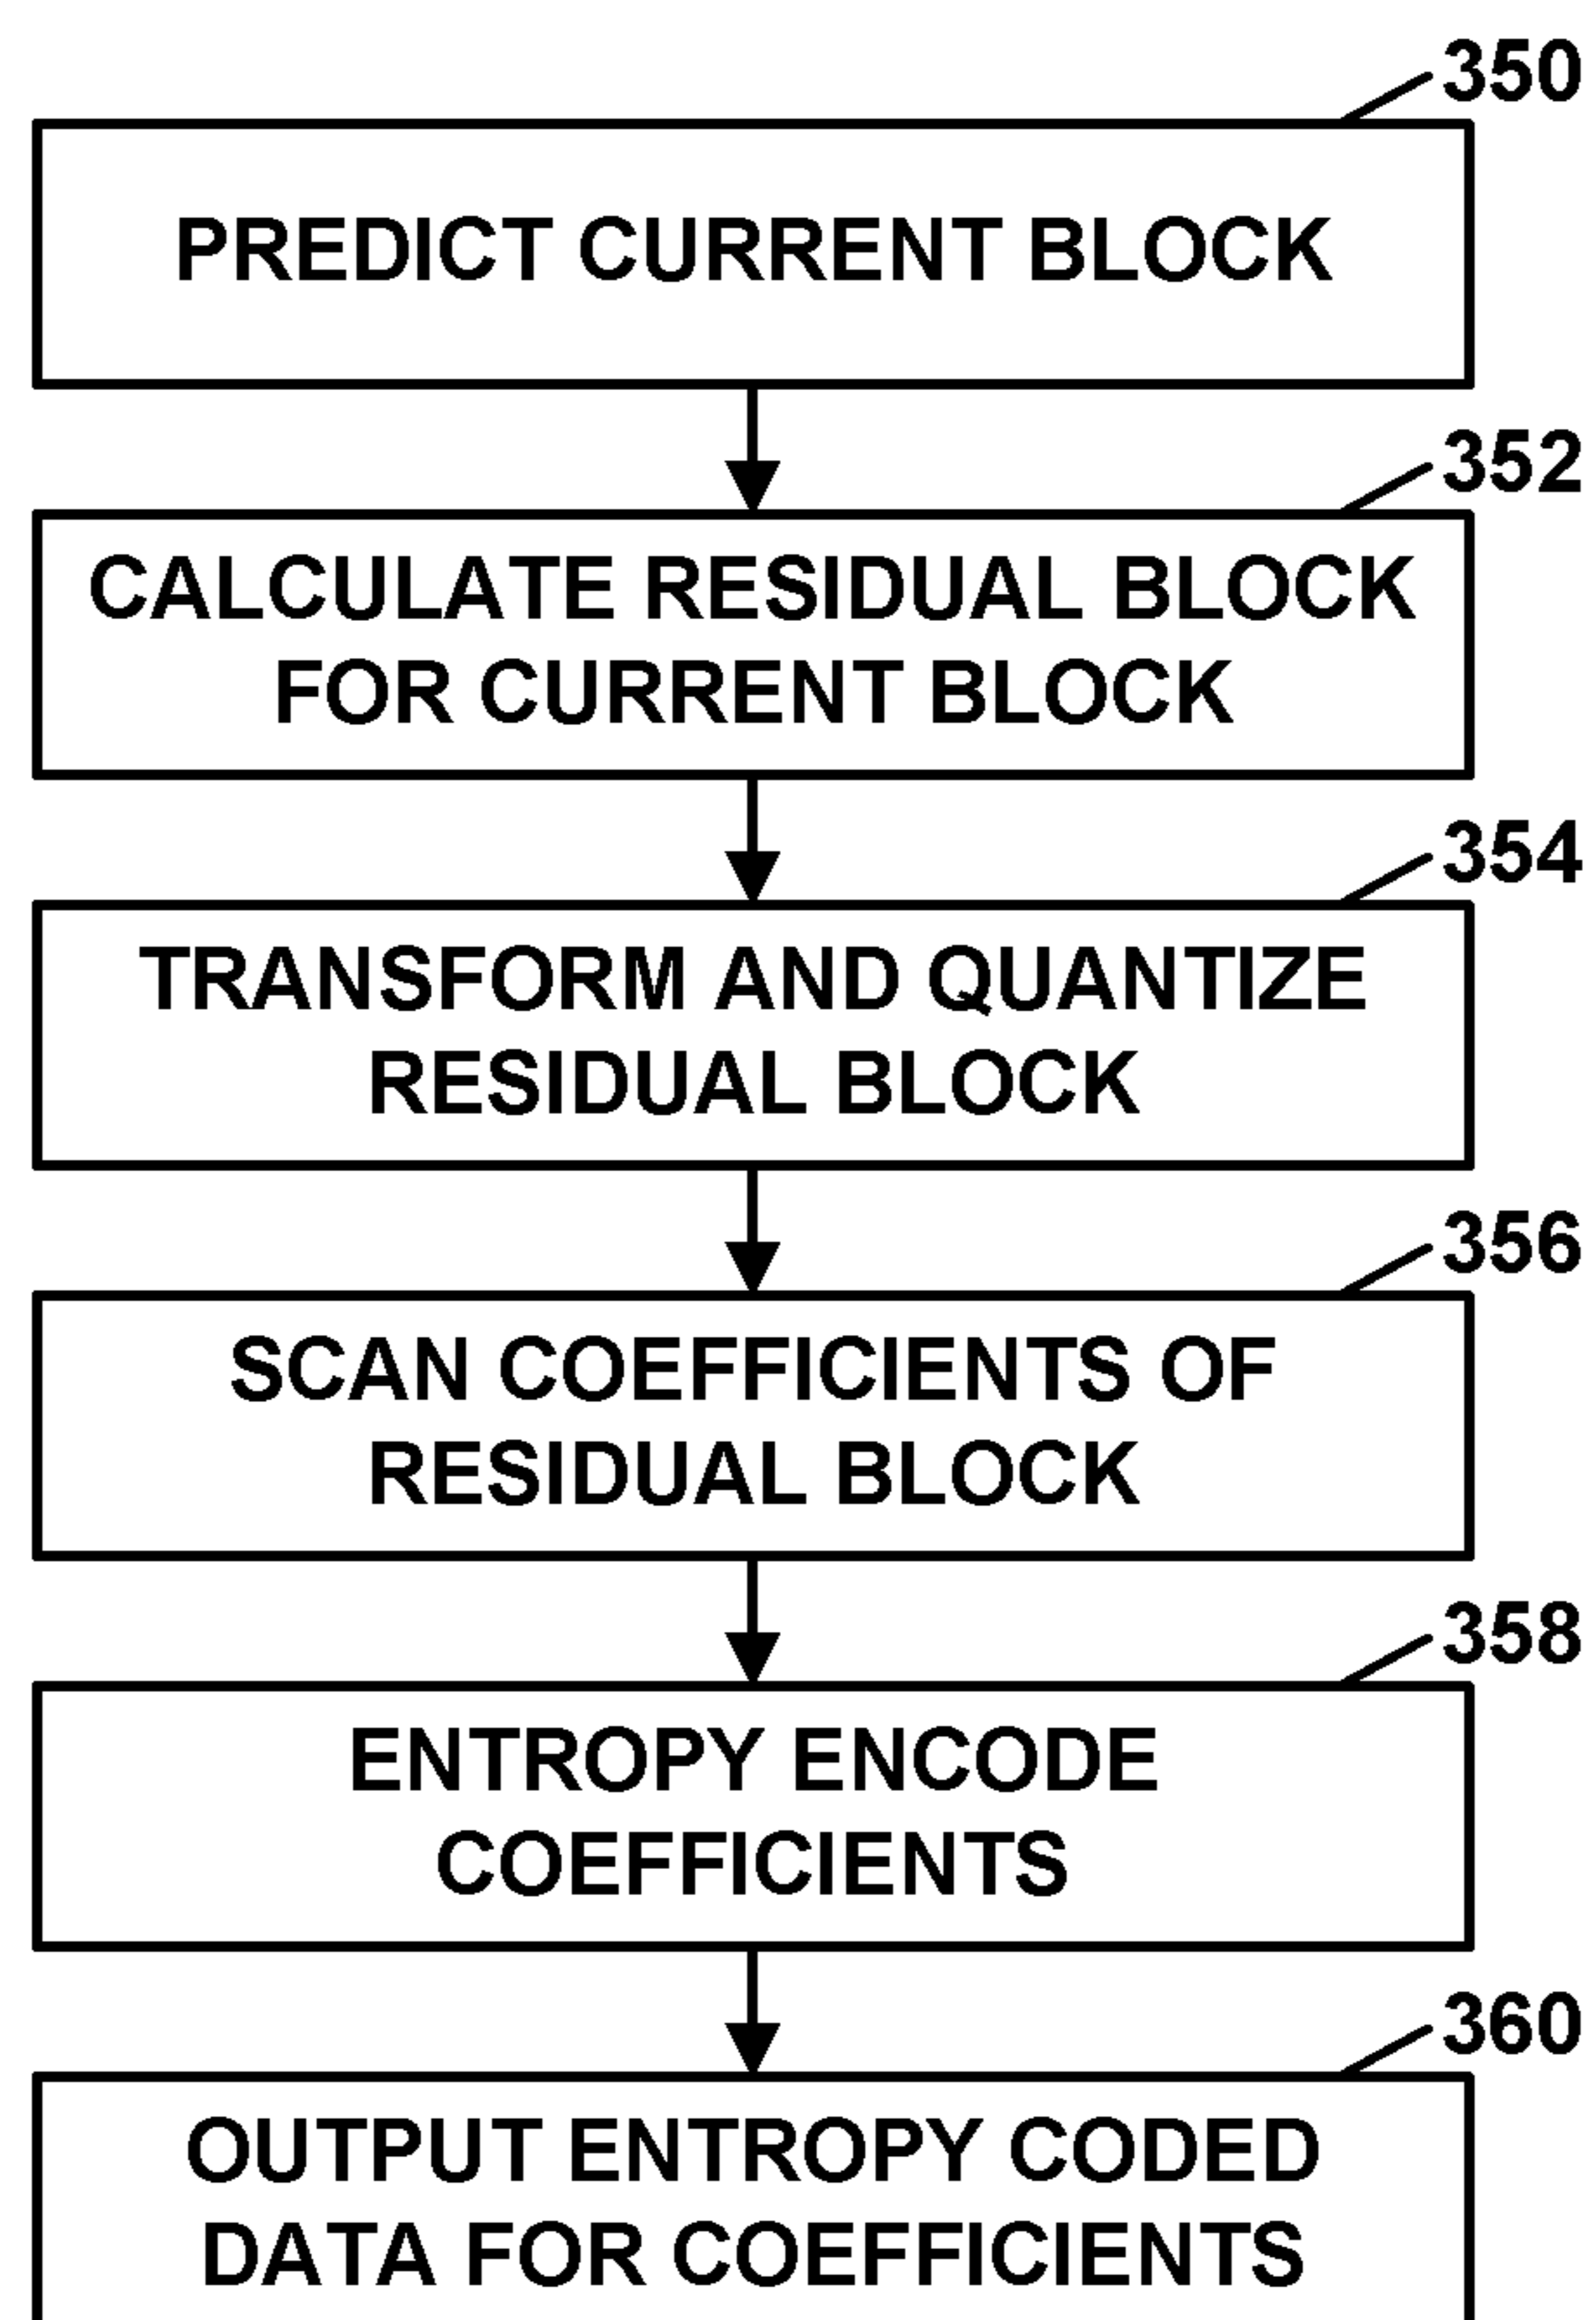 350
PREDICT CURRENT BLOCK
352
CALCULATE RESIDUAL BLOCK
FOR CURRENT BLOCK
354
TRANSFORM AND QUANTIZE
RESIDUAL BLOCK
356
SCAN COEFFICIENTS OF
RESIDUAL BLOCK
358
ENTROPY ENCODE
COEFFICIENTS
360
OUTPUT ENTROPY CODED
DATA FOR COEFFICIENTS